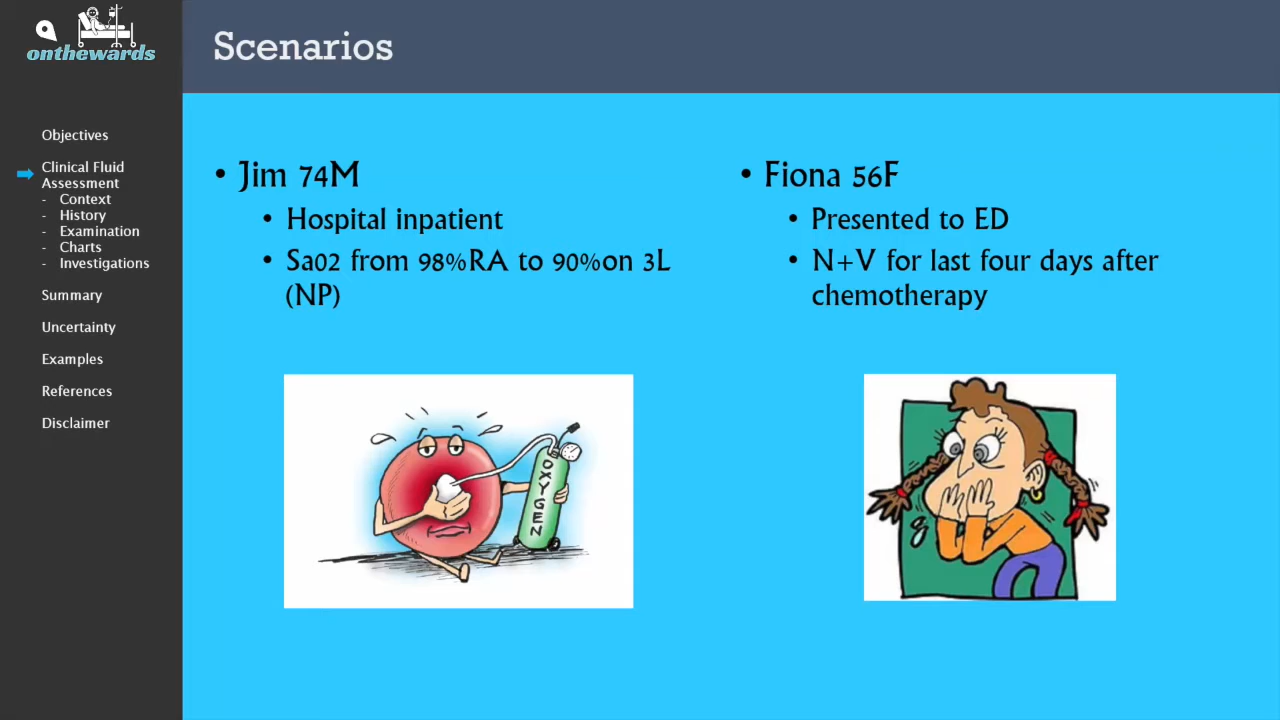 onthewards
Scenarios
Objectives
Clinical Fluid
Assessment
- Context
- History
- Examination
- Charts
- Investigations
Summary
Uncertainty
Examples
References
Disclaimer
• Jim 74M
• Hospital inpatient
• Sa02 from 98%RA to 90%on 3L
(NP)
• Fiona 56F
• Presented to ED
• N+V for last four days after
chemotherapy
OXYGEN